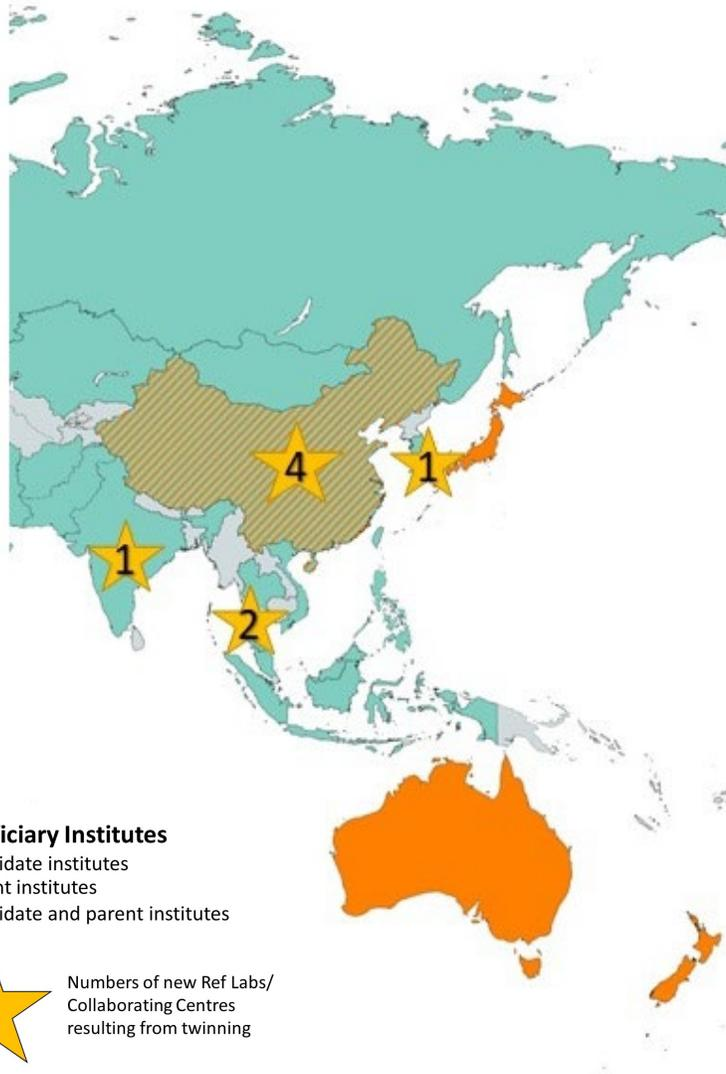 4
1
1
2
iciary Institutes
idate institutes
nt institutes
idate and parent institutes
Numbers of new Ref Labs/
Collaborating Centres
resulting from twinning